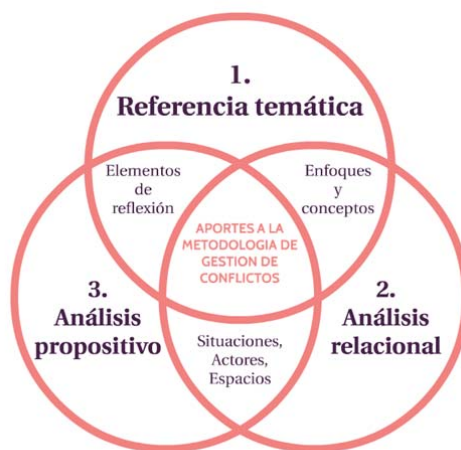 1.
Referencia temática
Elementos
de
reflexión
Enfoques
y
conceptos
APORTES A LA
METODOLOGIA DE
GESTION DE
CONFLICTOS
3.
Análisis
propositivo
2.
Análisis
relacional
Situaciones,
Actores,
Espacios